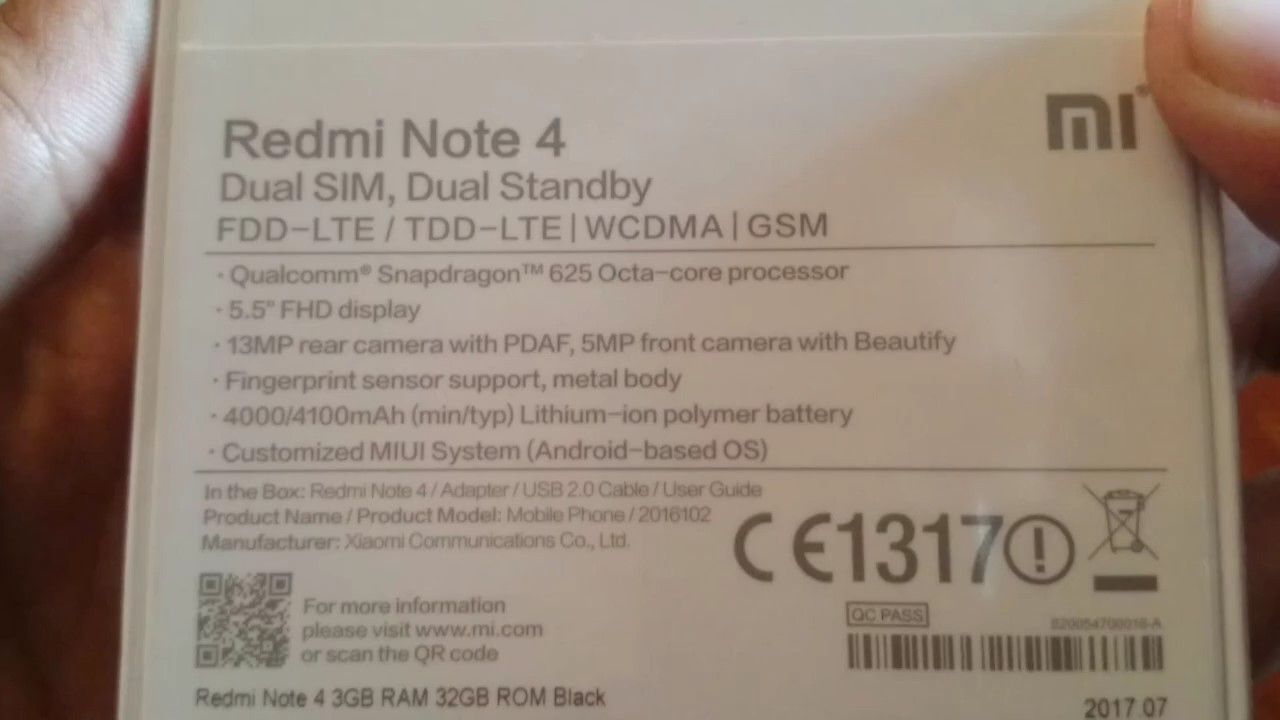 mi
Redmi Note 4
Dual SIM, Dual Standby
FDD-LTE / TDD-LTE | WCDMA | GSM
· Qualcomm® Snapdragon™ 625 Octa-core processor
· 5.5" FHD display
· 13MP rear camera with PDAF, 5MP front camera with Beautify
· Fingerprint sensor support, metal body
· 4000/4100mAh (min/typ) Lithium-ion polymer battery
· Customized MIUI System (Android-based OS)
In the Box: Redmi Note 4 / Adapter / USB 2.0 Cable / User Guide
Product Name / Product Model: Mobile Phone / 2016102
Manufacturer: Xiaomi Communications Co., Ltd.
CE1317
For more information
please visit www.mi.com
or scan the QR code
QC PASS
Redmi Note 4 3GB RAM 32GB ROM Black
2017 07